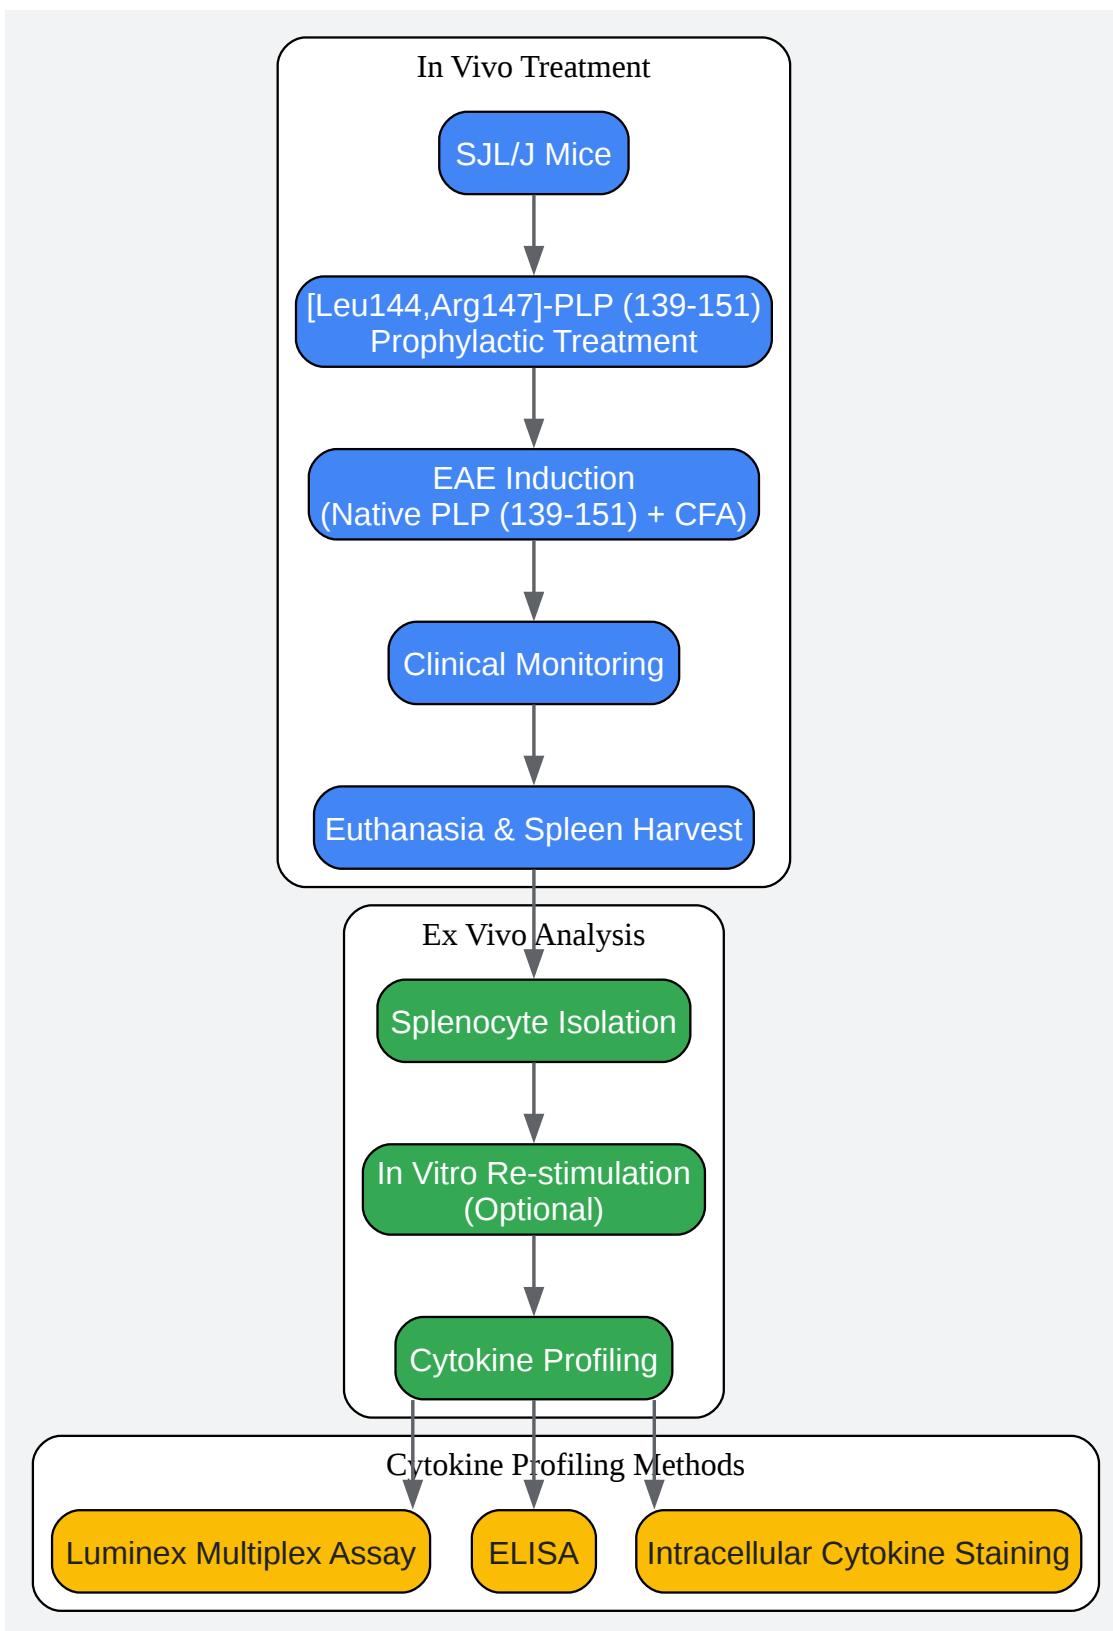 In Vivo Treatment
SJL/J Mice
[Leu144,Arg147]-PLP (139-151)
Prophylactic Treatment
EAE Induction
(Native PLP (139-151) + CFA)
Clinical Monitoring
Euthanasia & Spleen Harvest
Ex Vivo Analysis
Splenocyte Isolation
In Vitro Re-stimulation
(Optional)
Cytokine Profiling
Cytokine Profiling Methods
Luminex Multiplex Assay
ELISA
Intracellular Cytokine Staining